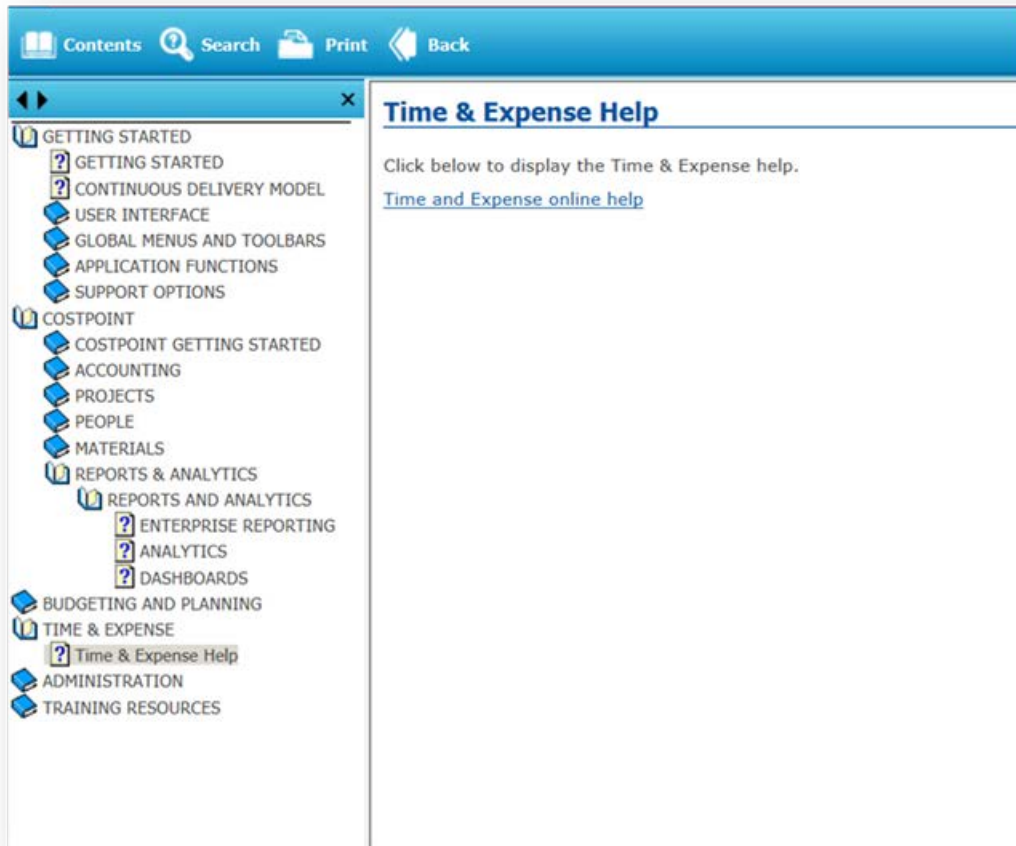 Contents Search Print Back
Time & Expense Help
Click below to display the Time & Expense help.
Time and Expense online help
GETTING STARTED
GETTING STARTED
CONTINUOUS DELIVERY MODEL
USER INTERFACE
GLOBAL MENUS AND TOOLBARS
APPLICATION FUNCTIONS
SUPPORT OPTIONS
COSTPOINT
COSTPOINT GETTING STARTED
ACCOUNTING
PROJECTS
PEOPLE
MATERIALS
REPORTS & ANALYTICS
REPORTS AND ANALYTICS
ENTERPRISE REPORTING
ANALYTICS
DASHBOARDS
BUDGETING AND PLANNING
TIME & EXPENSE
Time & Expense Help
ADMINISTRATION
TRAINING RESOURCES